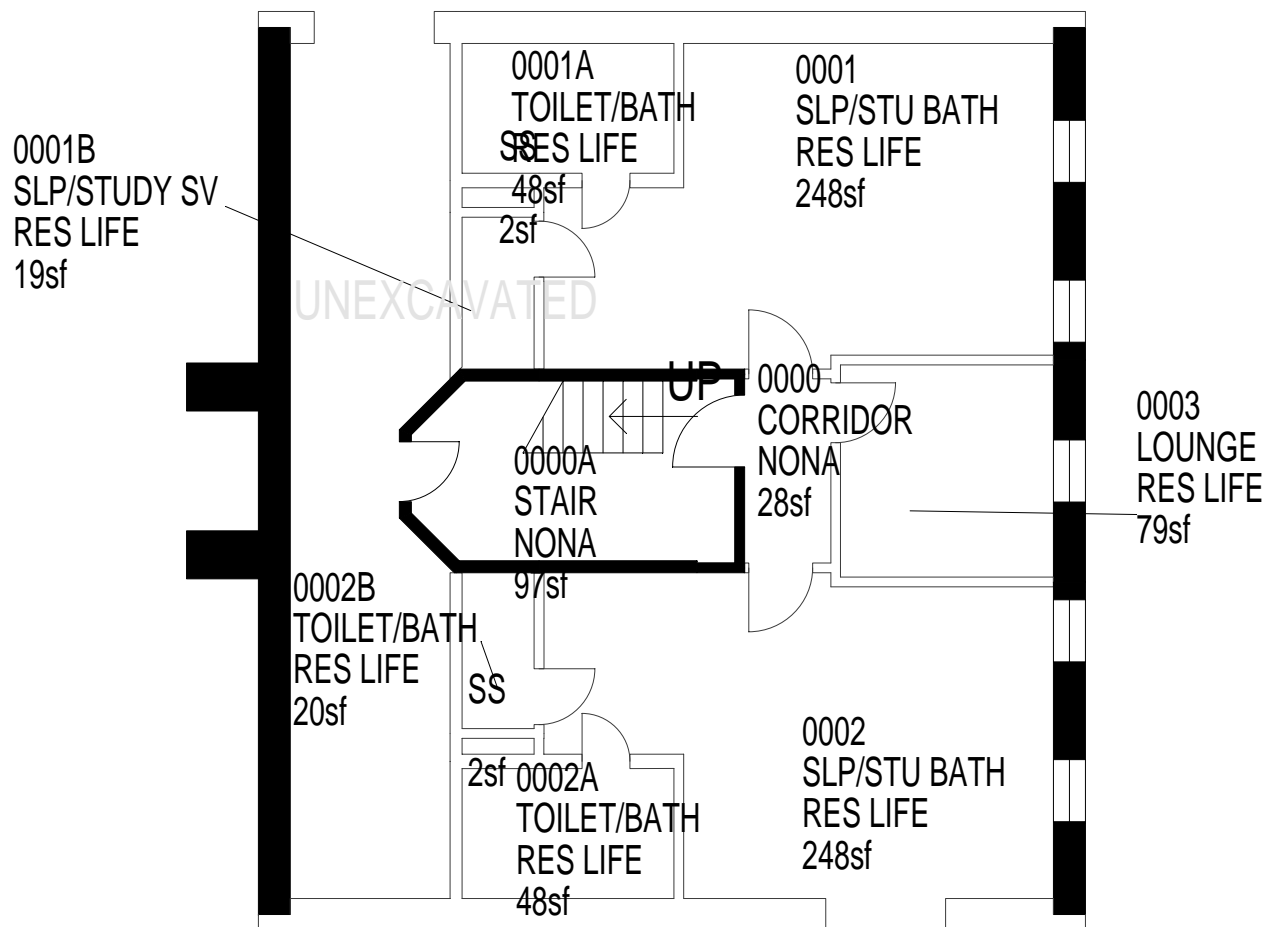 0001A
TOILET/BATH
RES LIFE
48sf
SS
2sf
0001
SLP/STU BATH
RES LIFE
248sf
0001B
SLP/STUDY SV
RES LIFE
19sf
UNEXCAVATED
UP
0000
CORRIDOR
NONA
28sf
0003
LOUNGE
RES LIFE
79sf
0000A
STAIR
NONA
97sf
0002B
TOILET/BATH
RES LIFE
20sf
SS
2sf
0002A
TOILET/BATH
RES LIFE
48sf
0002
SLP/STU BATH
RES LIFE
248sf